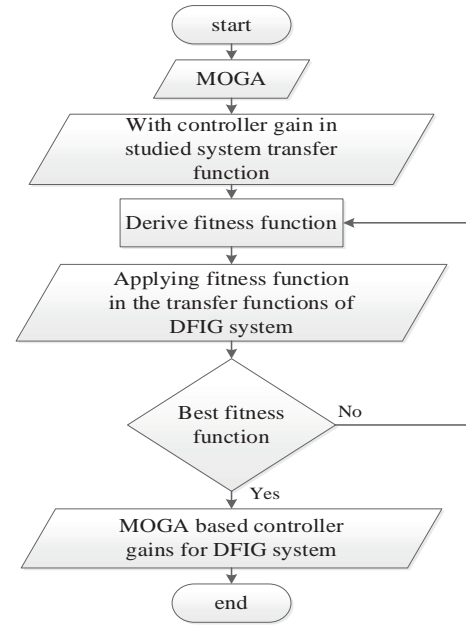 start
MOGA
With controller gain in
studied system transfer
function
Derive fitness function
Applying fitness function
in the transfer functions of
DFIG system
Best fitness
function
No
Yes
MOGA based controller
gains for DFIG system
end